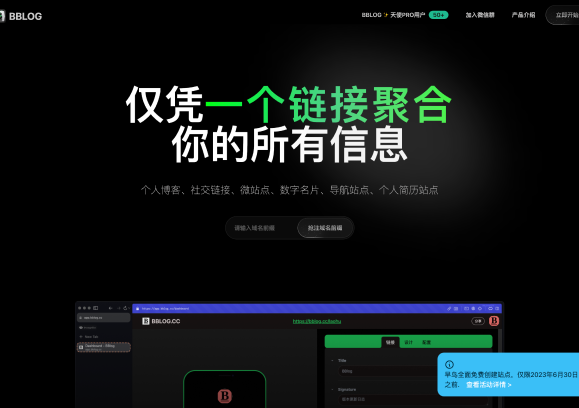 BBLOG
BBLOG ✨ 天使PRO用户 50+
加入微信群
产品介绍
立即开始
仅凭一个链接聚合
你的所有信息
个人博客、社交链接、微站点、数字名片、导航站点、个人简历站点
请输入域名前缀
抢注域名前缀
BBLOG.CC
New Tab
链接
设计
配置
Title
BBlog
Signature
早鸟全面免费创建站点，仅限2023年6月30日
之前. 查看活动详情 >